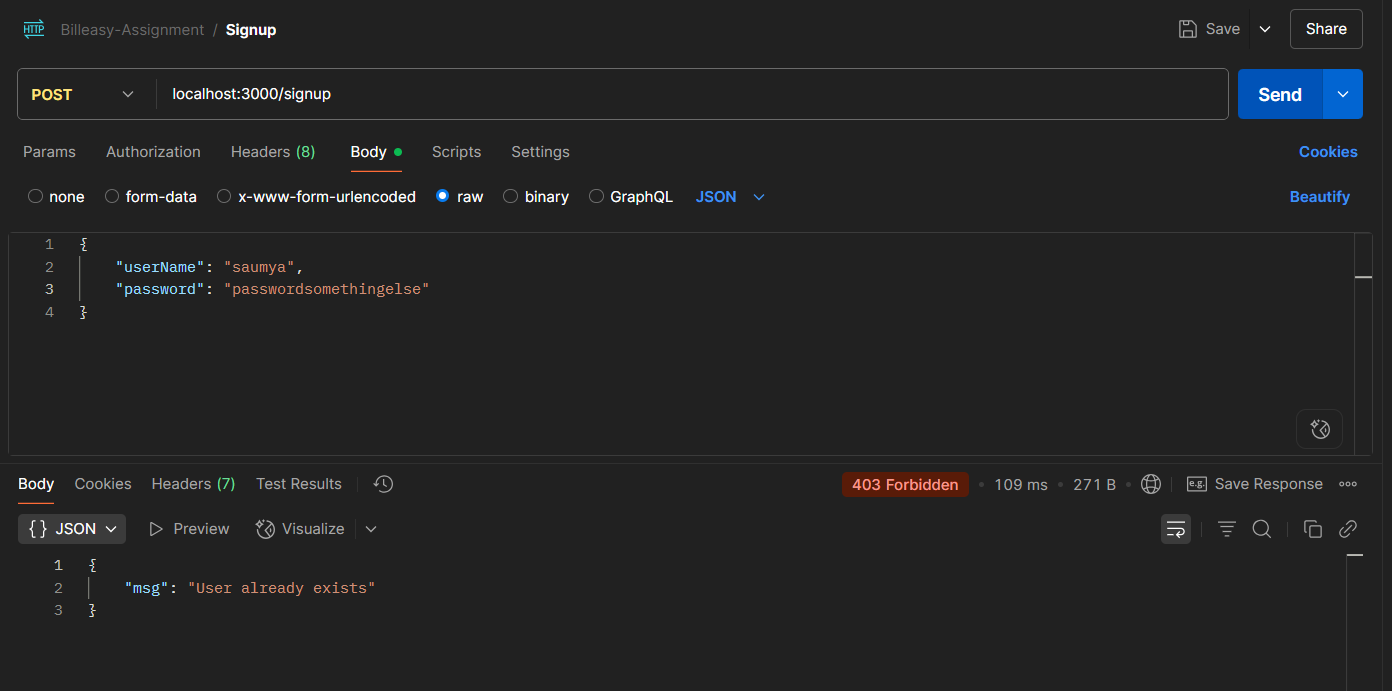 HTTP Billeasy-Assignment / Signup Save Share
POST localhost:3000/signup Send
Params Authorization Headers (8) Body Scripts Settings Cookies
none form-data x-www-form-urlencoded raw binary GraphQL JSON Beautify
1 {
2 "userName": "saumya",
3 "password": "passwordsomethingelse"
4 }
Body Cookies Headers (7) Test Results 403 Forbidden • 109 ms • 271 B • e.g. Save Response
{} JSON Preview Visualize
1 {
2 "msg": "User already exists"
3 }